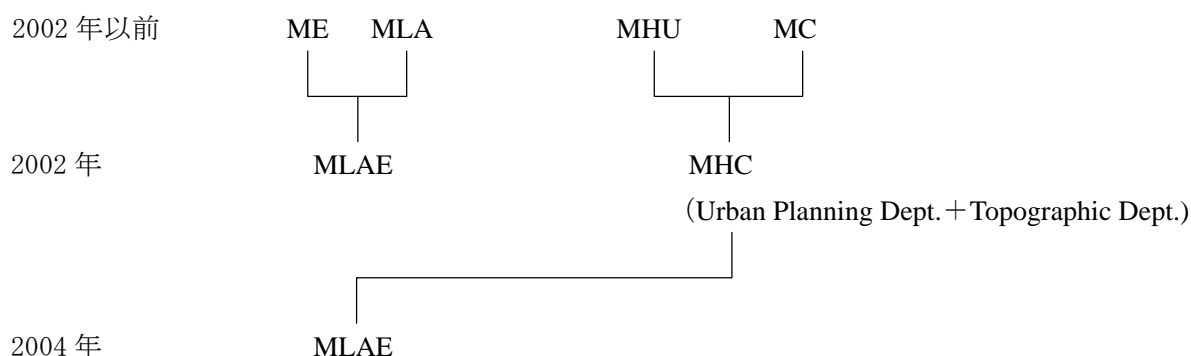 2002 年以前 ME MLA MHU MC
2002 年 MLAE MHC
（Urban Planning Dept.＋Topographic Dept.)
2004 年 MLAE